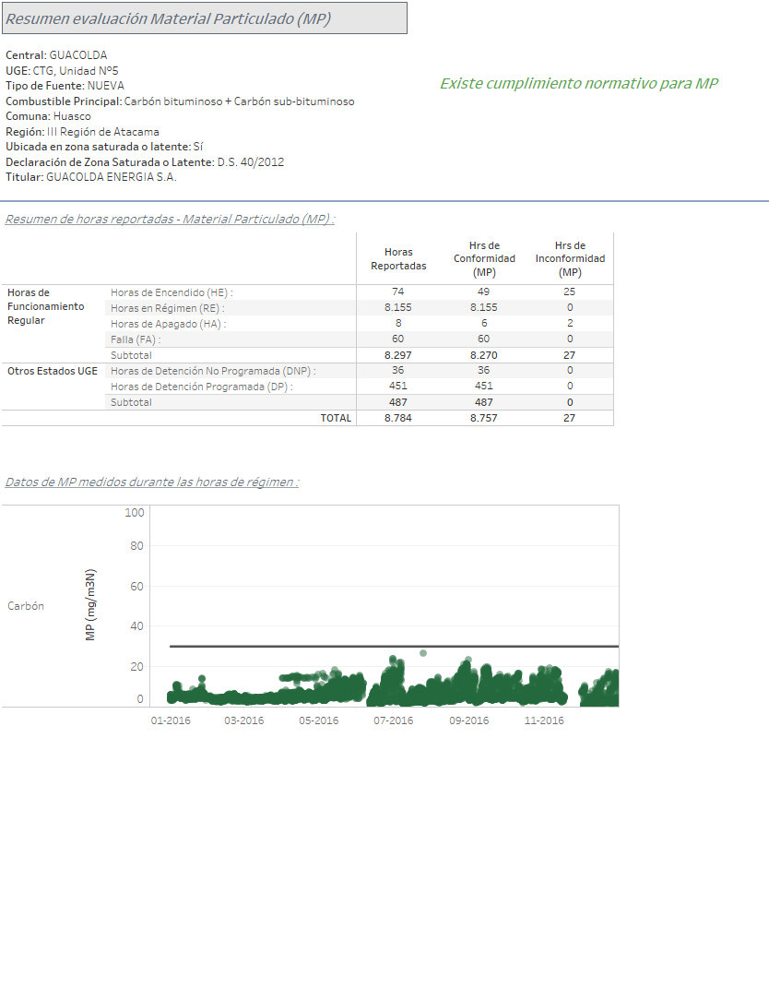 Resumen evaluación Material Particulado (MP)
Central: GUACOLDA
UGE: CTG, Unidad Nº5
Tipo de Fuente: NUEVA
Combustible Principal: Carbón bituminoso + Carbón sub-bituminoso
Comuna: Huasco
Región: III Región de Atacama
Ubicada en zona saturada o latente: Sí
Declaración de Zona Saturada o Latente: D.S. 40/2012
Titular: GUACOLDA ENERGIA S.A.
Existe cumplimiento normativo para MP
Resumen de horas reportadas - Material Particulado (MP) :
Horas Reportadas Hrs de Conformidad (MP) Hrs de Inconformidad (MP)
Horas de Funcionamiento Regular
Horas de Encendido (HE) : 74 49 25
Horas en Régimen (RE) : 8.155 8.155 0
Horas de Apagado (HA) : 8 6 2
Falla (FA) : 60 60 0
Subtotal 8.297 8.270 27
Otros Estados UGE Horas de Detención No Programada (DNP) : 36 36 0
Horas de Detención Programada (DP) : 451 451 0
Subtotal 487 487 0
TOTAL 8.784 8.757 27
Datos de MP medidos durante las horas de régimen :
Carbón
MP (mg/m3N)
100
80
60
40
20
0
01-2016 03-2016 05-2016 07-2016 09-2016 11-2016